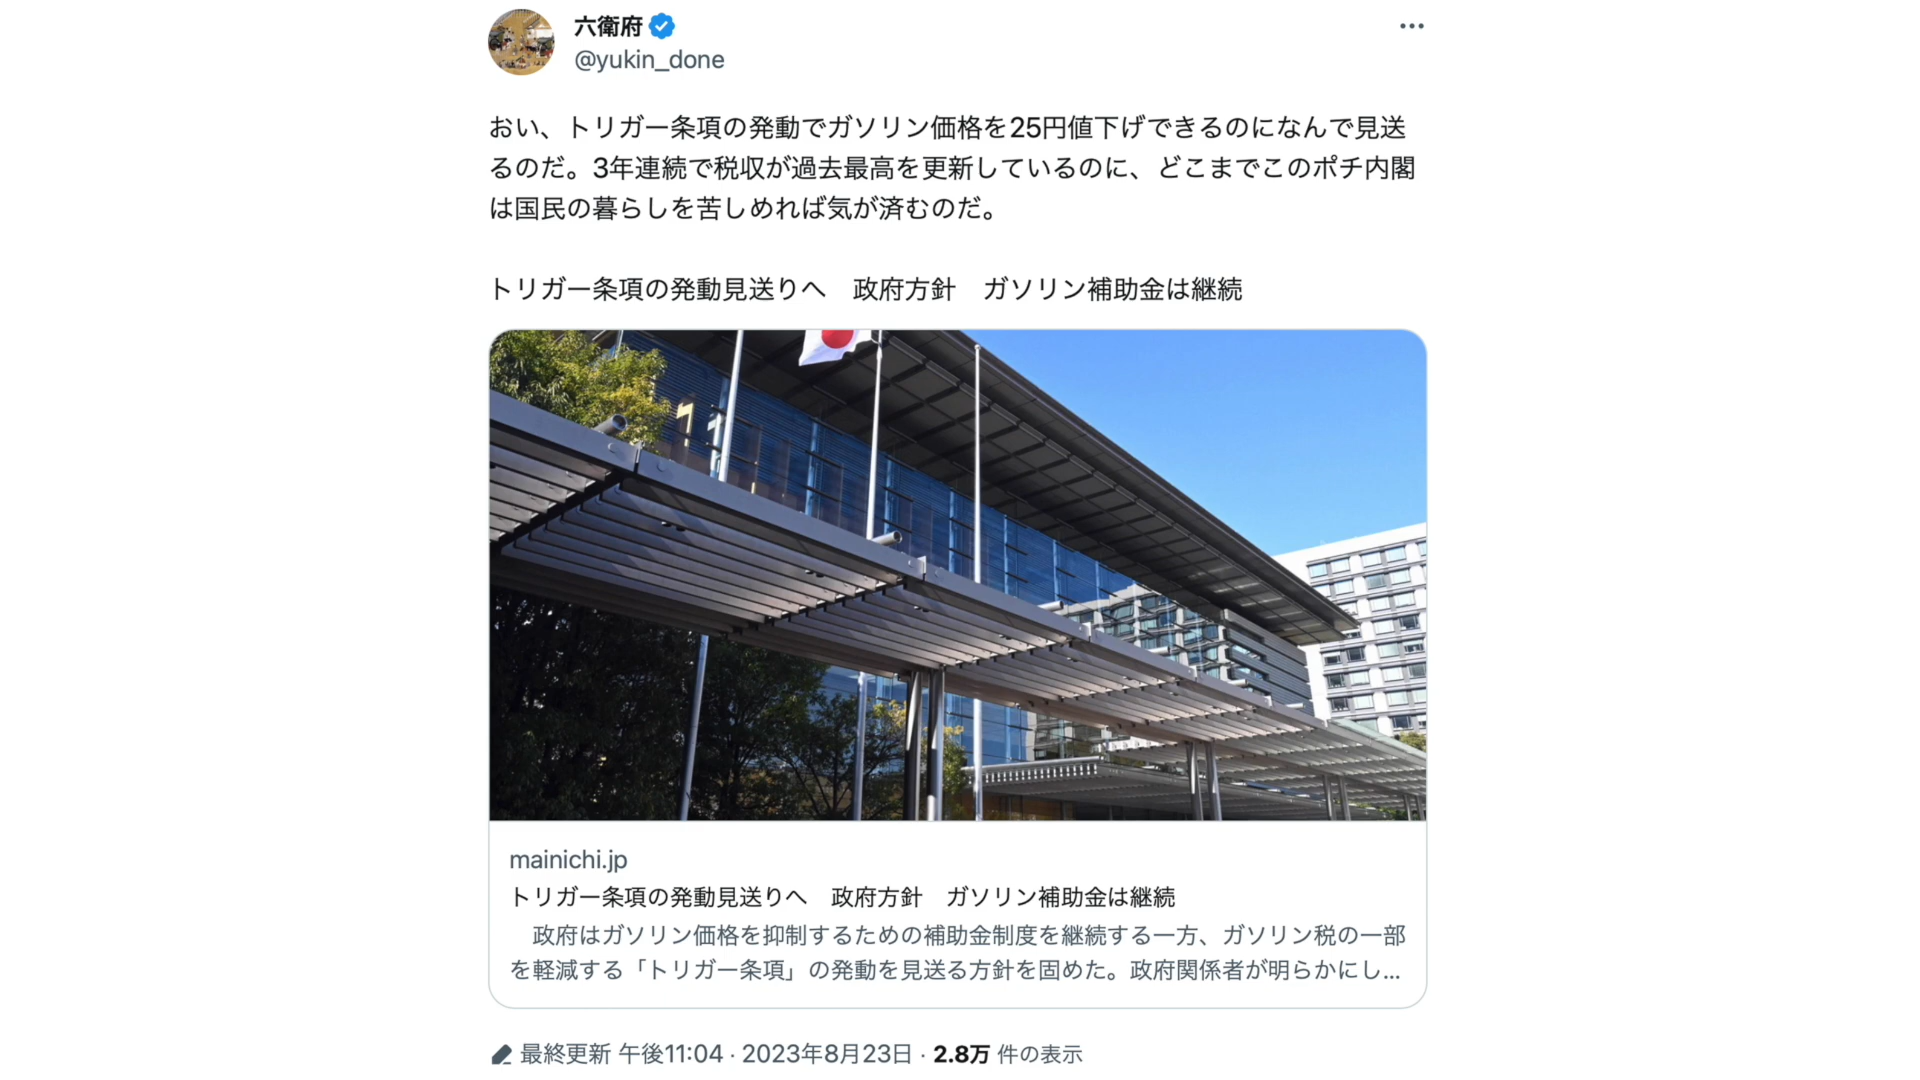 六衛府
@yukin_done
おい、トリガー条項の発動でガソリン価格を25円値下げできるのになんで見送
るのだ。3年連続で税収が過去最高を更新しているのに、どこまでこのポチ内閣
は国民の暮らしを苦しめれば気が済むのだ。
トリガー条項の発動見送りへ　政府方針　ガソリン補助金は継続
mainichi.jp
トリガー条項の発動見送りへ　政府方針　ガソリン補助金は継続
政府はガソリン価格を抑制するための補助金制度を継続する一方、ガソリン税の一部
を軽減する「トリガー条項」の発動を見送る方針を固めた。政府関係者が明らかにし...
最終更新 午後11:04 · 2023年8月23日 · 2.8万 件の表示